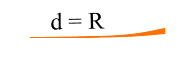 d = R